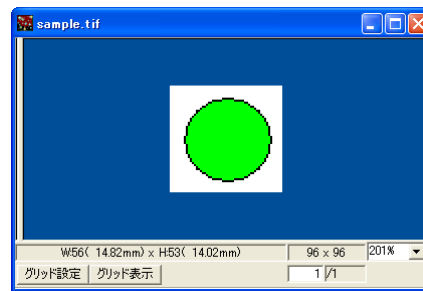 sample.tif
W:56( 14.82mm) × H:53( 14.02mm) 96 × 96 201%
グリッド設定 グリッド表示 1 /1